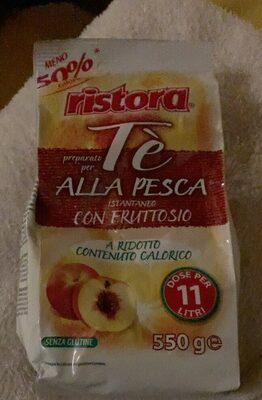 MENO
50%*
ristora®
preparato per Tè
ALLA PESCA
ISTANTANEO
CON FRUTTOSIO
A RIDOTTO
CONTENUTO CALORICO
DOSE PER
11
LITRI
SENZA GLUTINE
550 g e